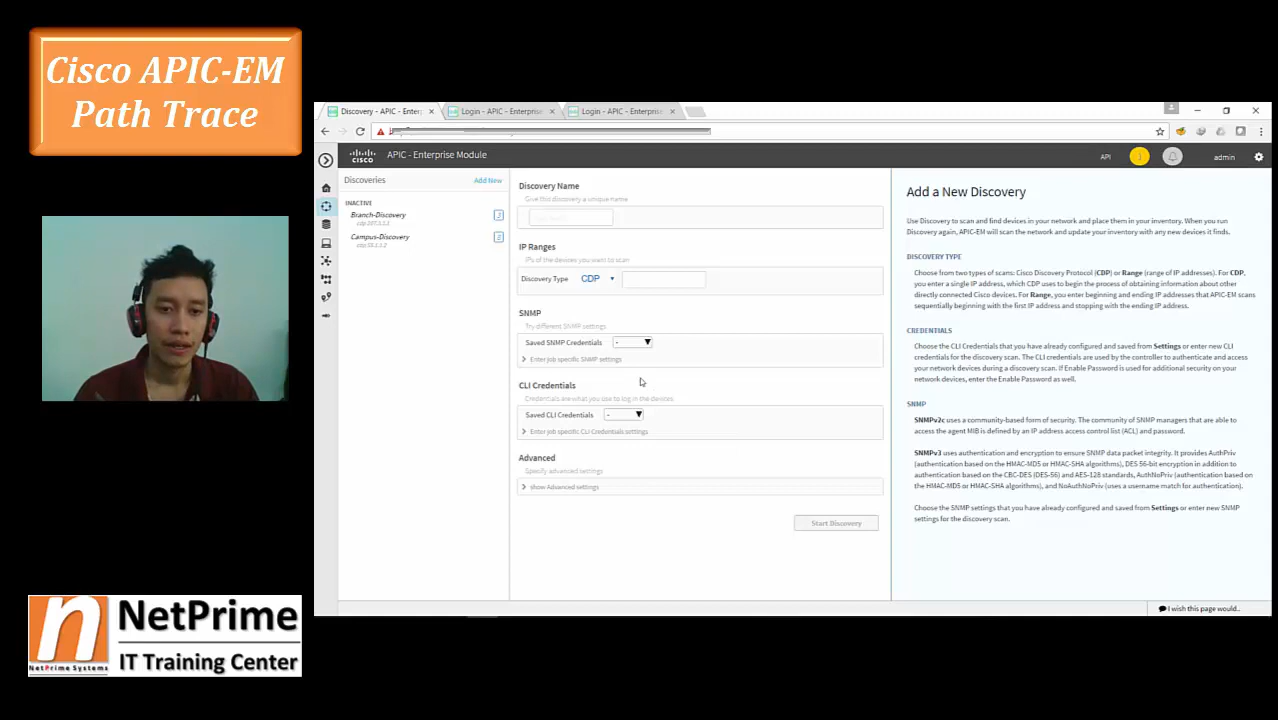 Cisco APIC-EM
Path Trace
Discovery - APIC - Enter
Login - APIC - Enterprise
Login - APIC - Enterprise
cisco
APIC - Enterprise Module
API
admin
Discoveries
Add New
INACTIVE
Branch-Discovery
3
Campus-Discovery
2
Discovery Name
Give this discovery a unique name
IP Ranges
IPs of the devices you want to scan
Discovery Type CDP
SNMP
Try different SNMP settings
Saved SNMP Credentials -
Enter job specific SNMP settings
CLI Credentials
Credentials are what you use to log in the devices.
Saved CLI Credentials -
Enter job specific CLI Credentials settings
Advanced
Specify advanced settings
show Advanced settings
Start Discovery
Add a New Discovery
Use Discovery to scan and find devices in your network and place them in your inventory. When you run
Discovery again, APIC-EM will scan the network and update your inventory with any new devices it finds.
DISCOVERY TYPE
Choose from two types of scans: Cisco Discovery Protocol (CDP) or Range (range of IP addresses). For CDP,
you enter a single IP address, which CDP uses to begin the process of obtaining information about other
directly connected Cisco devices. For Range, you enter beginning and ending IP addresses that APIC-EM scans
sequentially beginning with the first IP address and stopping with the ending IP address.
CREDENTIALS
Choose the CLI Credentials that you have already configured and saved from Settings or enter new CLI
credentials for the discovery scan. The CLI credentials are used by the controller to authenticate and access
your network devices during a discovery scan. If Enable Password is used for additional security on your
network devices, enter the Enable Password as well.
SNMP
SNMPv2c uses a community-based form of security. The community of SNMP managers that are able to
access the agent MIB is defined by an IP address access control list (ACL) and password.
SNMPv3 uses authentication and encryption to ensure SNMP data packet integrity. It provides AuthPriv
(authentication based on the HMAC-MD5 or HMAC-SHA algorithms), DES 56-bit encryption in addition to
authentication based on the CBC-DES (DES-56) and AES-128 standards, AuthNoPriv (authentication based on
the HMAC-MD5 or HMAC-SHA algorithms), and NoAuthNoPriv (uses a username match for authentication).
Choose the SNMP settings that you have already configured and saved from Settings or enter new SNMP
settings for the discovery scan.
I wish this page would..
NetPrime Systems
NetPrime
IT Training Center